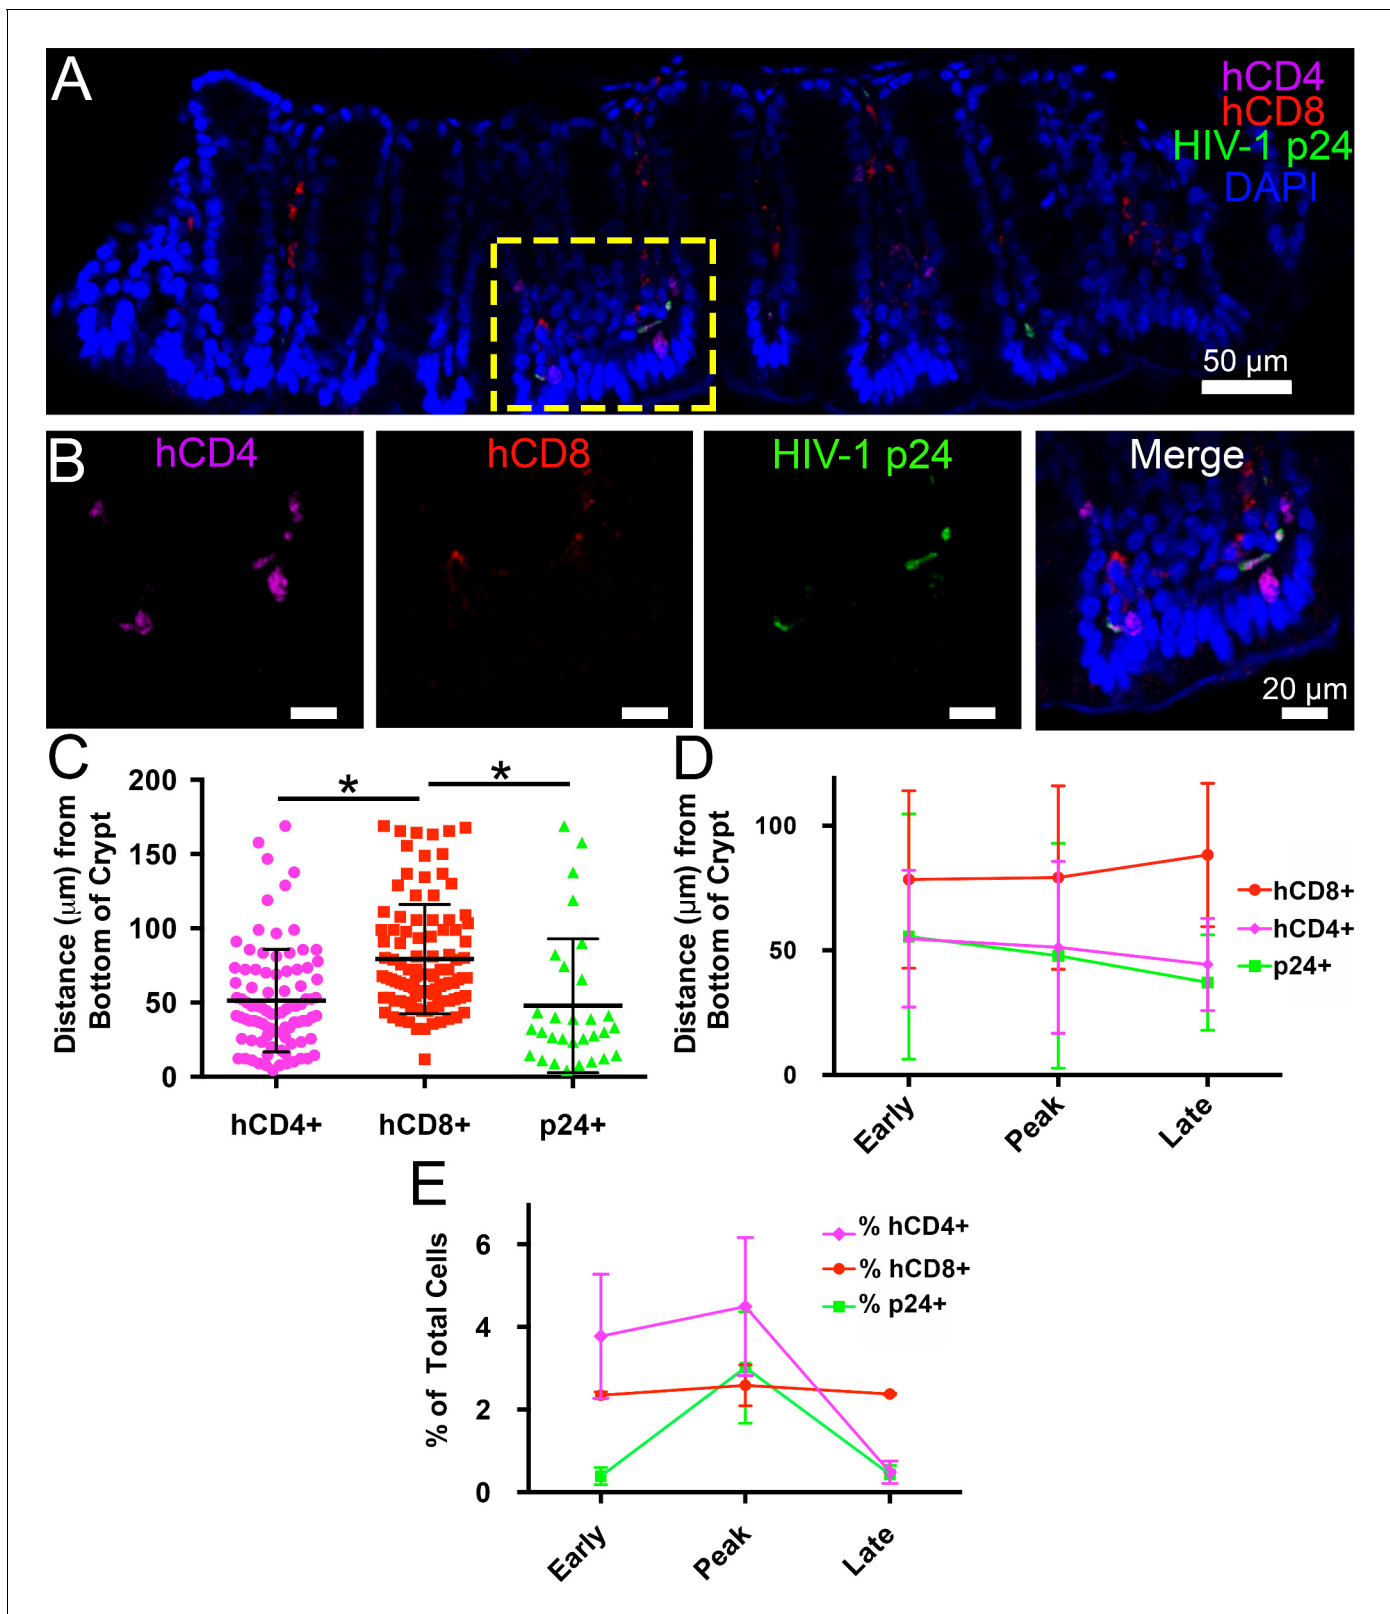 A
hCD4
hCD8
HIV-1 p24
DAPI
50 µm
B
hCD4
hCD8
HIV-1 p24
Merge
20 µm
C
Distance (µm) from
Bottom of Crypt
200
150
100
50
0
*
*
hCD4+
hCD8+
p24+
D
Distance (µm) from
Bottom of Crypt
100
50
0
hCD8+
hCD4+
p24+
Early
Peak
Late
E
% of Total Cells
6
4
2
0
% hCD4+
% hCD8+
% p24+
Early
Peak
Late